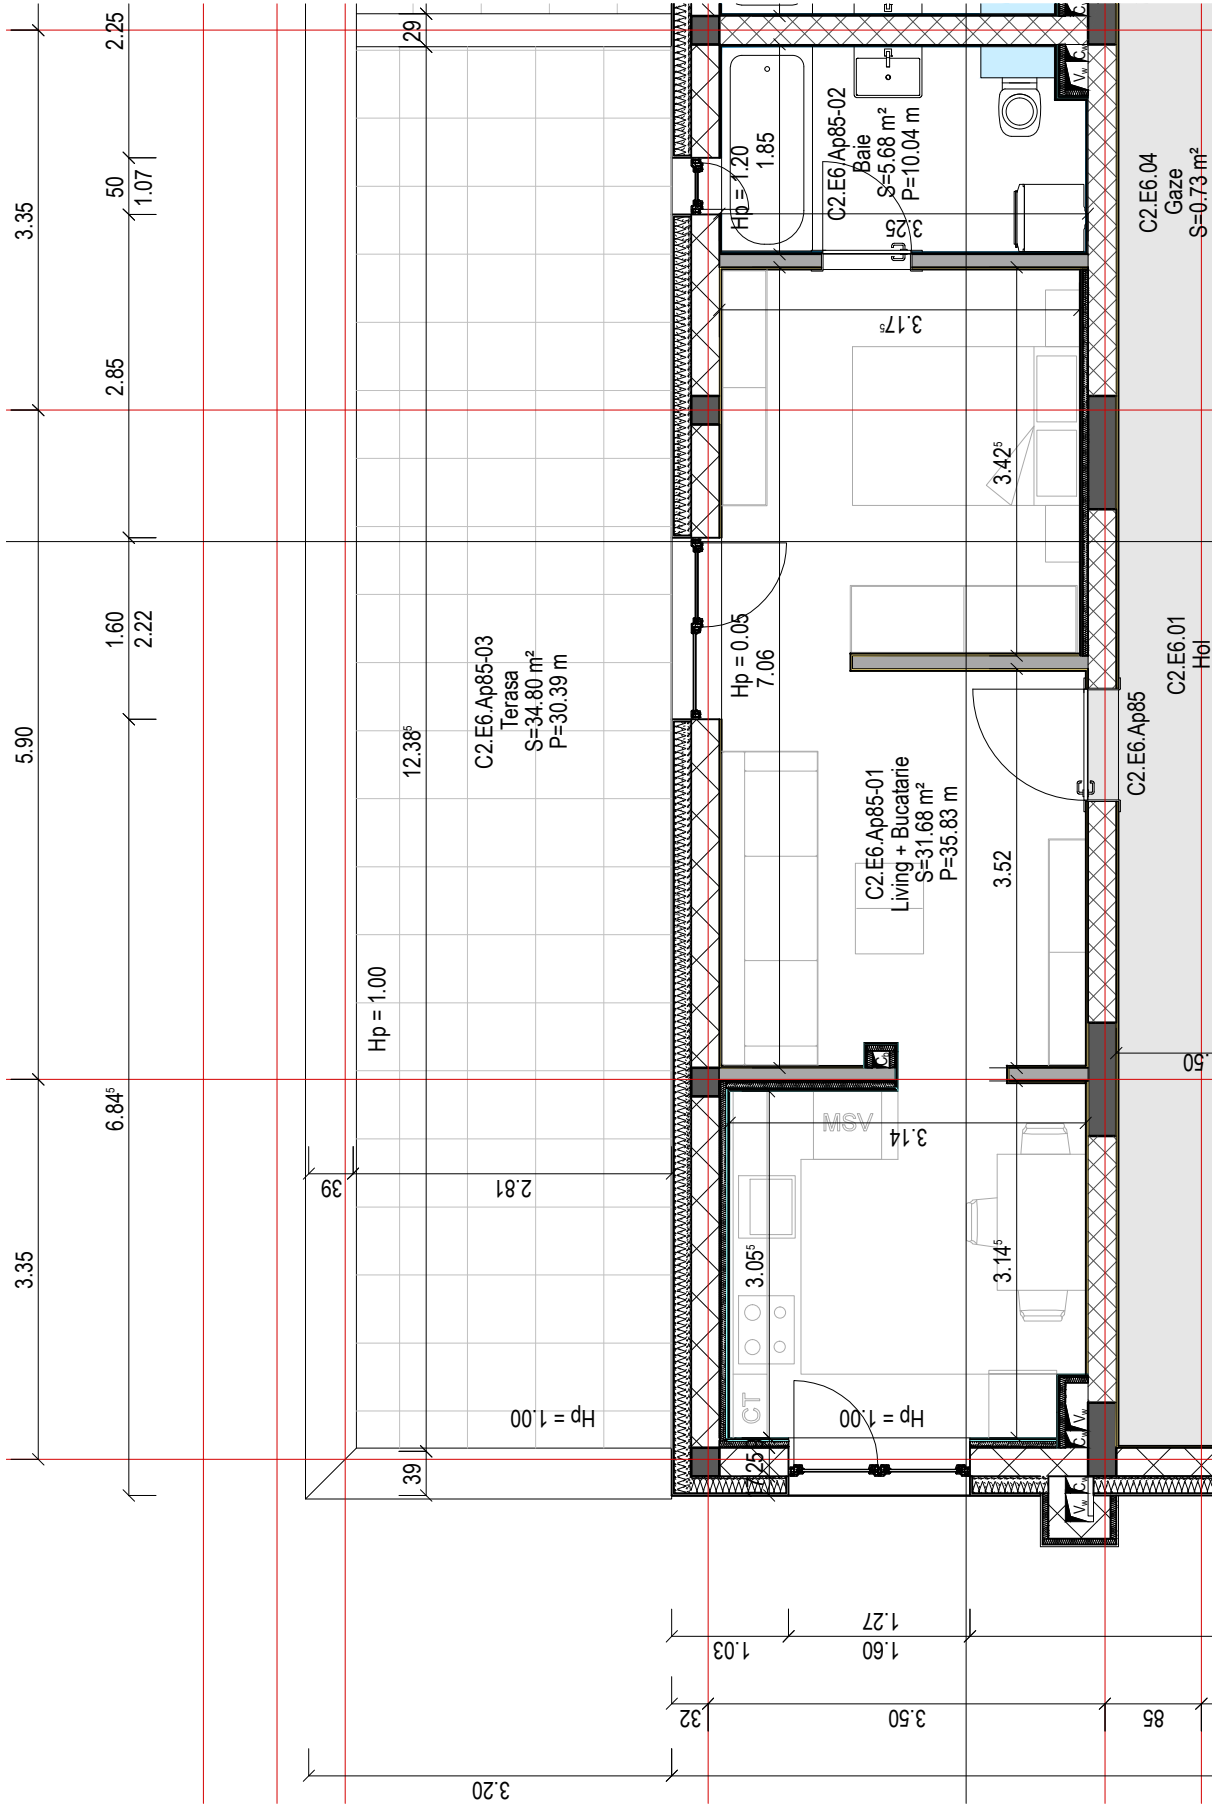 2.25
3.35
50
1.07
2.85
1.60
2.22
5.90
6.84⁵
3.35
29
12.38⁵
C2.E6.Ap85-03
Terasa
S=34.80 m²
P=30.39 m
Hp = 1.00
39
2.81
Hp = 1.00
39
Hp = 1.20
1.85
C2.E6.Ap85-02
Baie
S=5.68 m²
P=10.04 m
3.25
3.17⁵
3.42⁵
Hp = 0.05
7.06
C2.E6.Ap85-01
Living + Bucatarie
S=31.68 m²
P=35.83 m
3.52
C2.E6.Ap85
C2.E6.01
Hol
C2.E6.04
Gaze
S=0.73 m²
.50
MSV
3.14
3.05⁵
3.14⁵
CT
Hp = 1.00
Vw
Cw
Vw
Cw
Vw
Cw
1.03
1.27
1.60
32
3.50
85
3.20